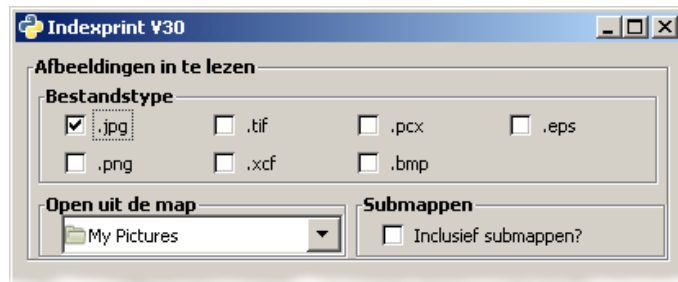 Indexprint V30
Afbeeldingen in te lezen
Bestandstype
.jpg .tif .pcx .eps
.png .xcf .bmp
Open uit de map Submappen
My Pictures Inclusief submappen?